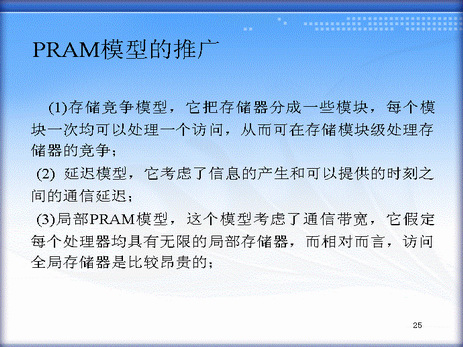 PRAM模型的推广
(1)存储竞争模型，它把存储器分成一些模块，每个模
块一次均可以处理一个访问，从而可在存储模块级处理存
储器的竞争；
(2) 延迟模型，它考虑了信息的产生和可以提供的时刻之
间的通信延迟；
(3)局部PRAM模型，这个模型考虑了通信带宽，它假定
每个处理器均具有无限的局部存储器，而相对而言，访问
全局存储器是比较昂贵的；
25